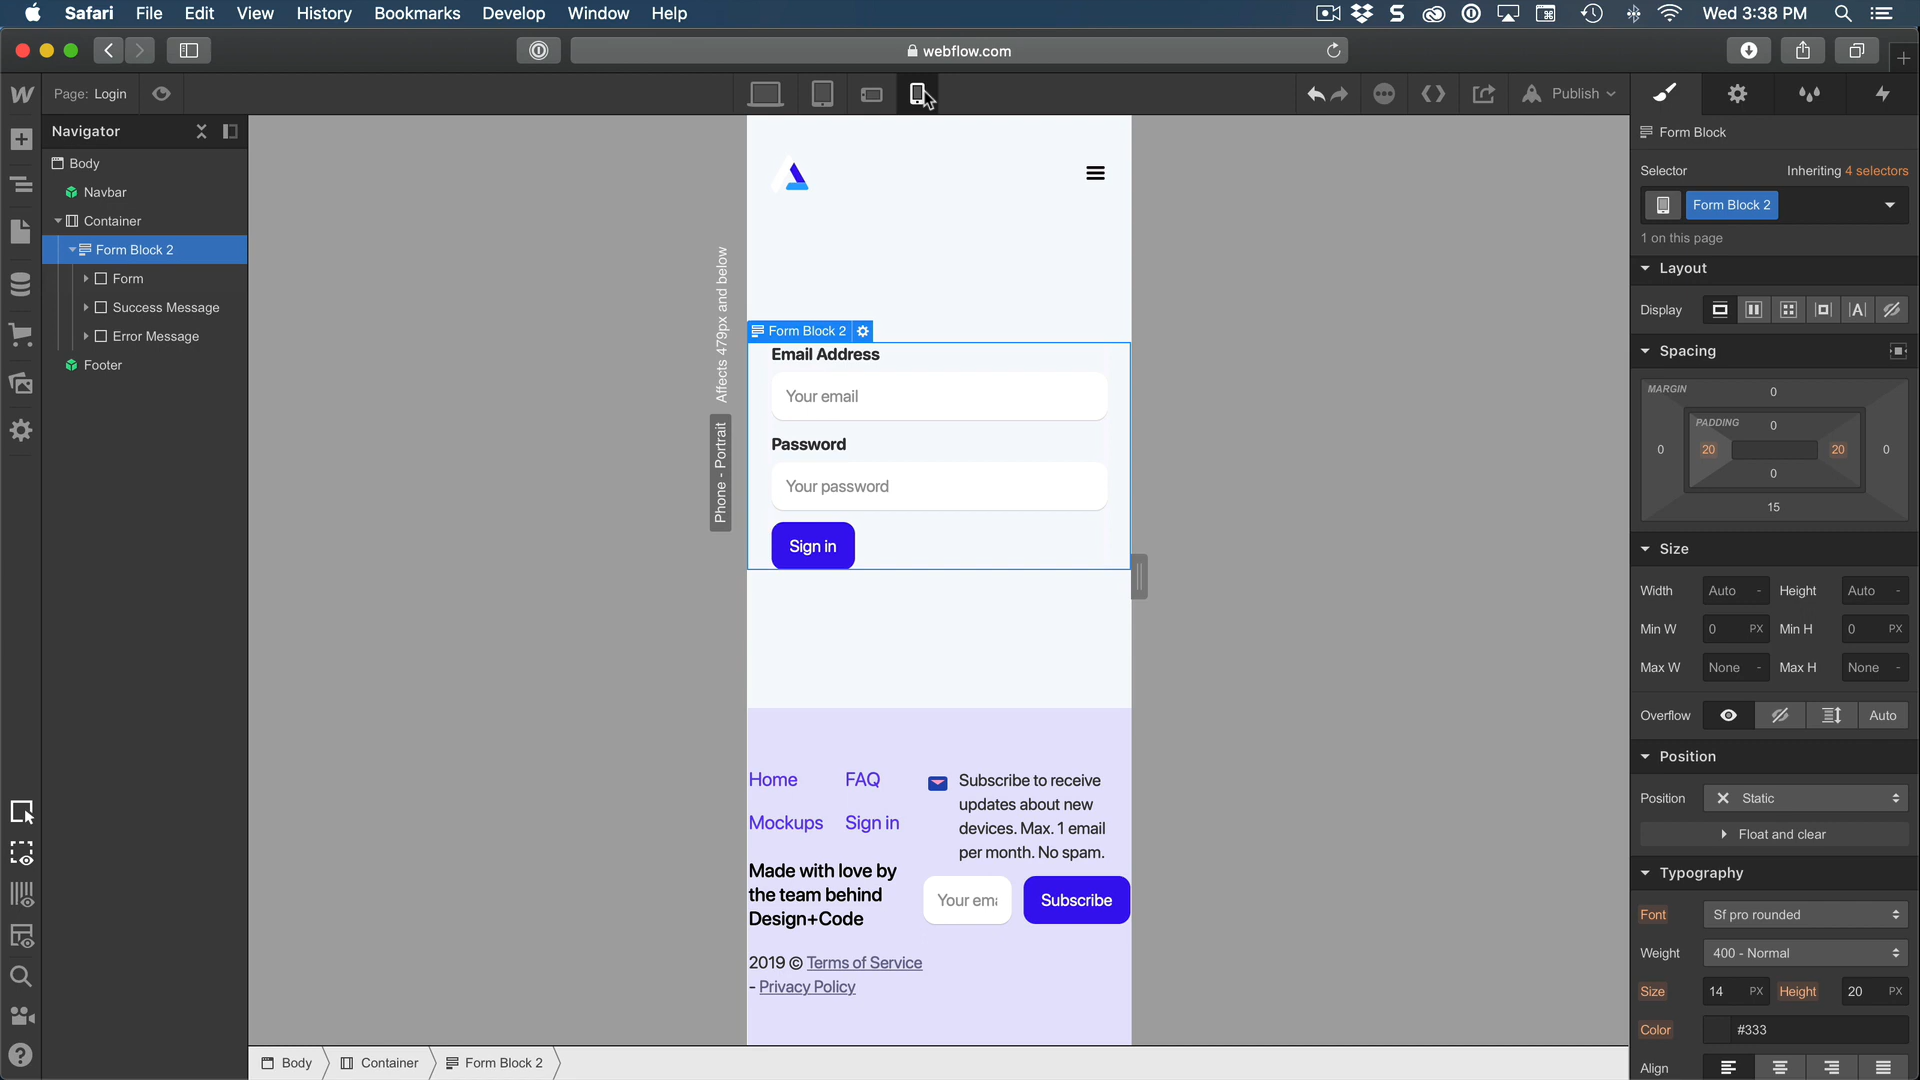 Safari File Edit View History Bookmarks Develop Window Help
Wed 3:38 PM
webflow.com
Page: Login
Publish
Navigator
Body
Navbar
Container
Form Block 2
Form
Success Message
Error Message
Footer
Affects 479px and below
Phone - Portrait
Form Block 2
Email Address
Your email
Password
Your password
Sign in
Home FAQ
Mockups Sign in
Made with love by
the team behind
Design+Code
2019 © Terms of Service
- Privacy Policy
Subscribe to receive
updates about new
devices. Max. 1 email
per month. No spam.
Your ema
Subscribe
Body Container Form Block 2
Form Block
Selector Inheriting 4 selectors
Form Block 2
1 on this page
Layout
Display
Spacing
MARGIN 0
PADDING 0
0 20 20 0
0
15
Size
Width Auto - Height Auto -
Min W 0 PX Min H 0 PX
Max W None - Max H None -
Overflow Auto
Position
Position Static
Float and clear
Typography
Font Sf pro rounded
Weight 400 - Normal
Size 14 PX Height 20 PX
Color #333
Align